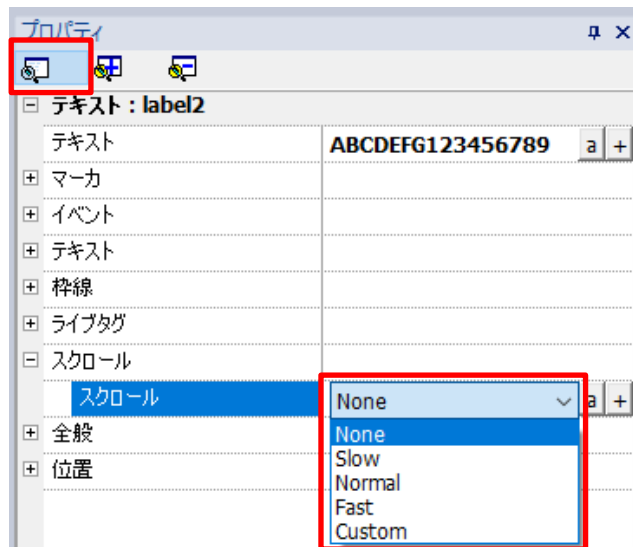 プロパティ
テキスト : label2
テキスト ABCDEFG123456789 a +
マーカ
イベント
テキスト
枠線
ライブタグ
スクロール
スクロール None a +
None
全般
Slow
Normal
位置
Fast
Custom